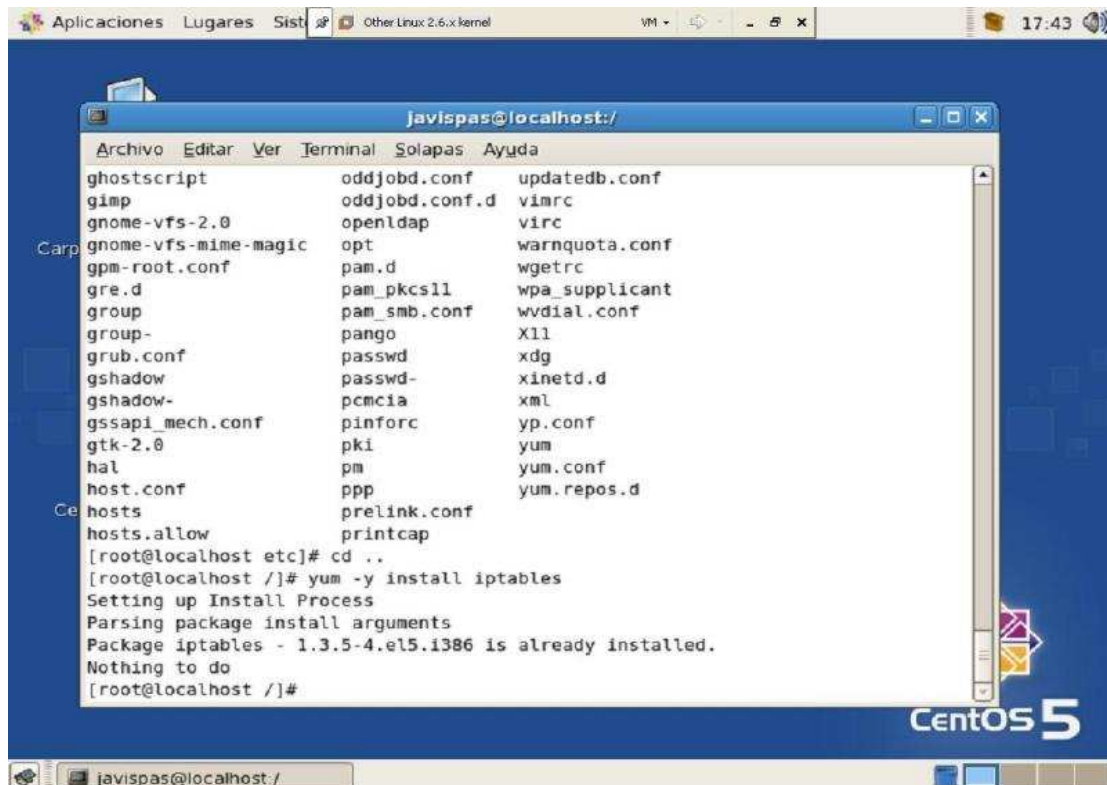 Aplicaciones Lugares Sist Other Linux 2.6.x kernel VM 17:43
javispas@localhost:/
Archivo Editar Ver Terminal Solapas Ayuda
ghostscript oddjobd.conf updatedb.conf
gimp oddjobd.conf.d vimrc
gnome-vfs-2.0 openldap virc
Carp gnome-vfs-mime-magic opt warnquota.conf
gpm-root.conf pam.d wgetrc
gre.d pam_pkcs11 wpa_supplicant
group pam_smb.conf wvdial.conf
group- pango X11
grub.conf passwd xdg
gshadow passwd- xinetd.d
gshadow- pcmcia xml
gssapi_mech.conf pinforc yp.conf
gtk-2.0 pki yum
hal pm yum.conf
host.conf ppp yum.repos.d
Ce hosts prelink.conf
hosts.allow printcap
[root@localhost etc]# cd ..
[root@localhost /]# yum -y install iptables
Setting up Install Process
Parsing package install arguments
Package iptables - 1.3.5-4.el5.i386 is already installed.
Nothing to do
[root@localhost /]#
CentOS 5
javispas@localhost:/